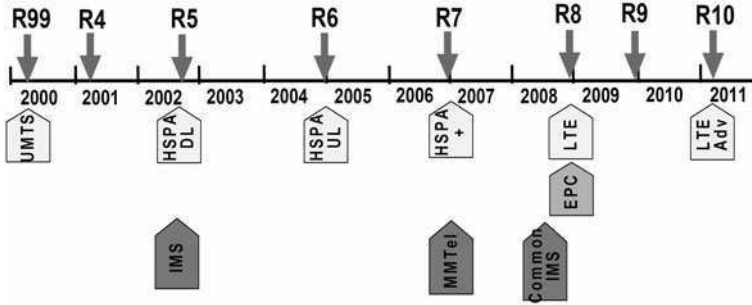 R99 R4 R5 R6 R7 R8 R9 R10
2000 2001 2002 2003 2004 2005 2006 2007 2008 2009 2010 2011
UMTS
HSPA
DL
HSPA
UL
HSPA
+
LTE
LTE
Adv
EPC
IMS
MMTel
Common
IMS